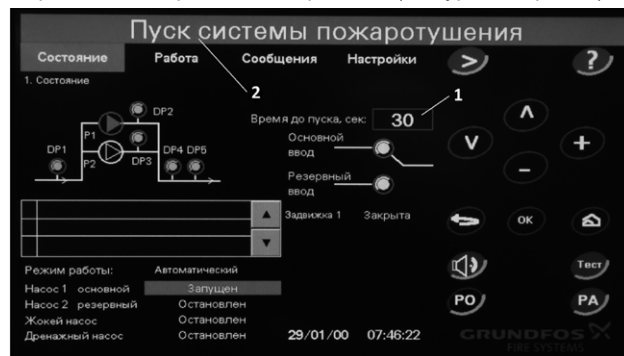 Пуск системы пожаротушения
Состояние Работа Сообщения Настройки > ?
1. Состояние
2
1
DP2
Время до пуска, сек: 30
P1
Основной ввод
DP1
P2
DP3
DP4 DP5
Резервный ввод
Задвижка 1 Закрыта
OK
Режим работы: Автоматический
Тест
Насос 1 основной Запущен
Насос 2 резервный Остановлен
PO
PA
Жокей насос Остановлен
Дренажный насос Остановлен
29/01/00 07:46:22
GRUNDFOS
FIRE SYSTEMS